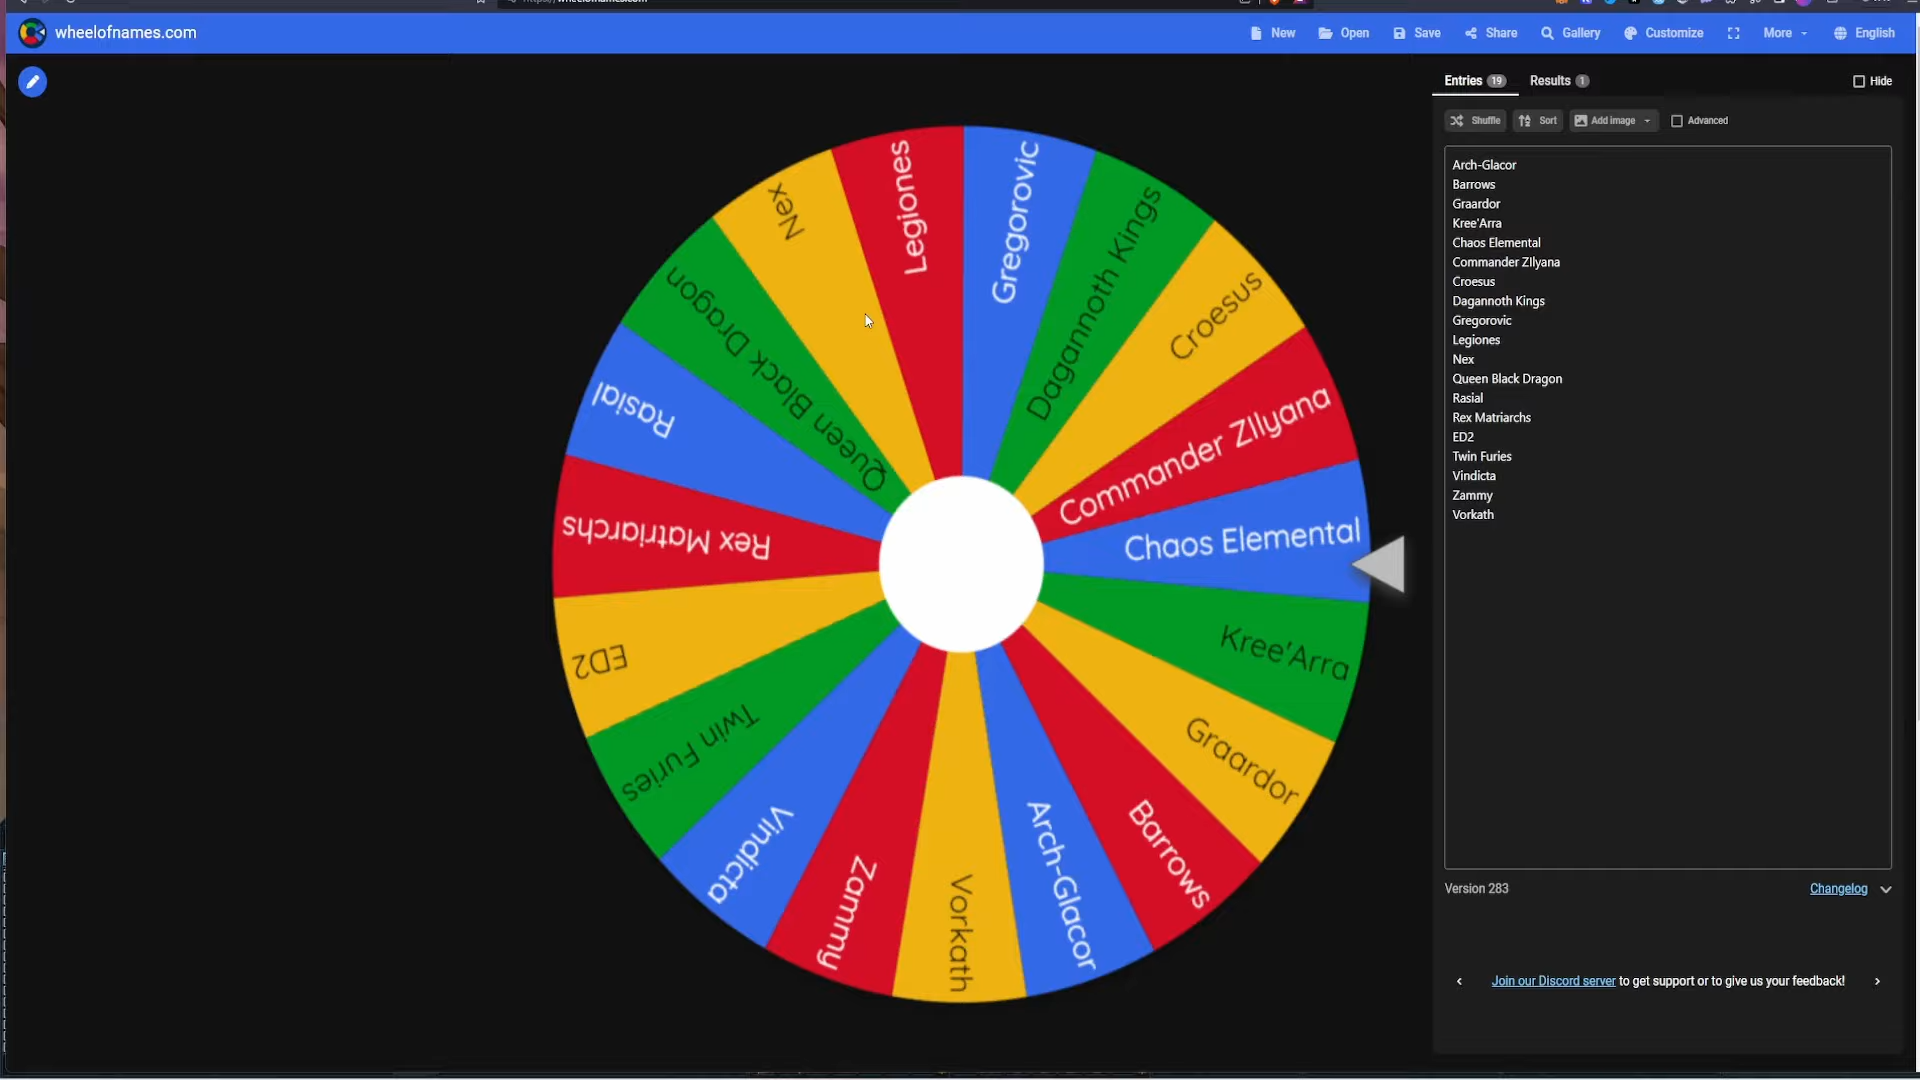 wheelofnames.com
New Open Save Share Gallery Customize More English
Entries 19 Results 1 Hide
Shuffle Sort Add image Advanced
Arch-Glacor
Barrows
Graardor
Kree'Arra
Chaos Elemental
Commander ZIlyana
Croesus
Dagannoth Kings
Gregorovic
Legiones
Nex
Queen Black Dragon
Rasial
Rex Matriarchs
ED2
Twin Furies
Vindicta
Zammy
Vorkath
Version 283 Changelog
Join our Discord server to get support or to give us your feedback!
Legiones
Gregorovic
Dagannoth Kings
Croesus
Commander ZIlyana
Chaos Elemental
Kree'Arra
Graardor
Barrows
Arch-Glacor
Vorkath
Zammy
Vindicta
Twin Furies
ED2
Rex Matriarchs
Rasial
Queen Black Dragon
Nex